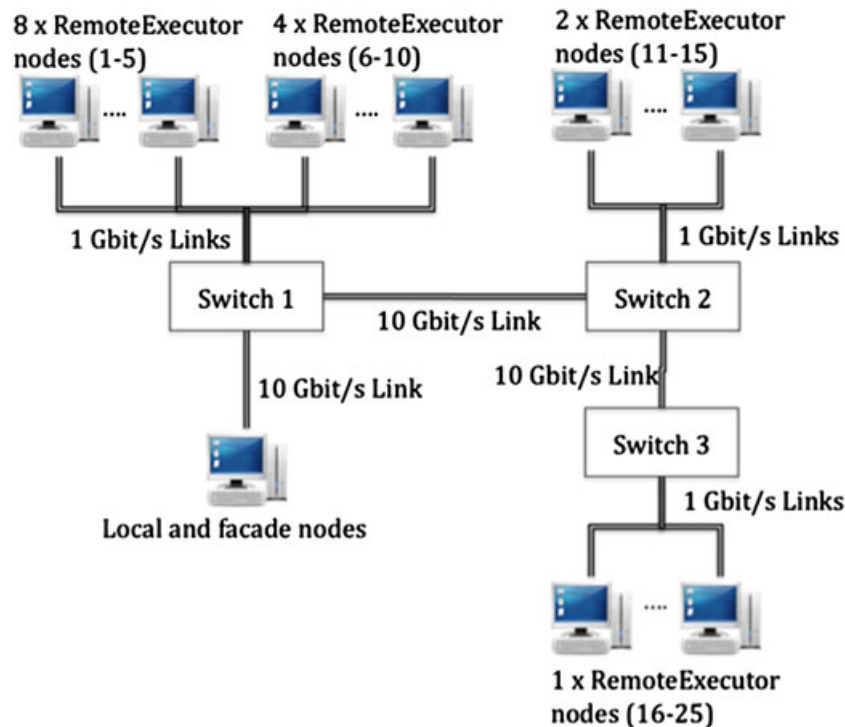 8 x RemoteExecutor
nodes (1-5)
4 x RemoteExecutor
nodes (6-10)
2 x RemoteExecutor
nodes (11-15)
....
....
....
1 Gbit/s Links
1 Gbit/s Links
Switch 1
Switch 2
10 Gbit/s Link
10 Gbit/s Link
10 Gbit/s Link
Switch 3
Local and facade nodes
1 Gbit/s Links
....
1 x RemoteExecutor
nodes (16-25)